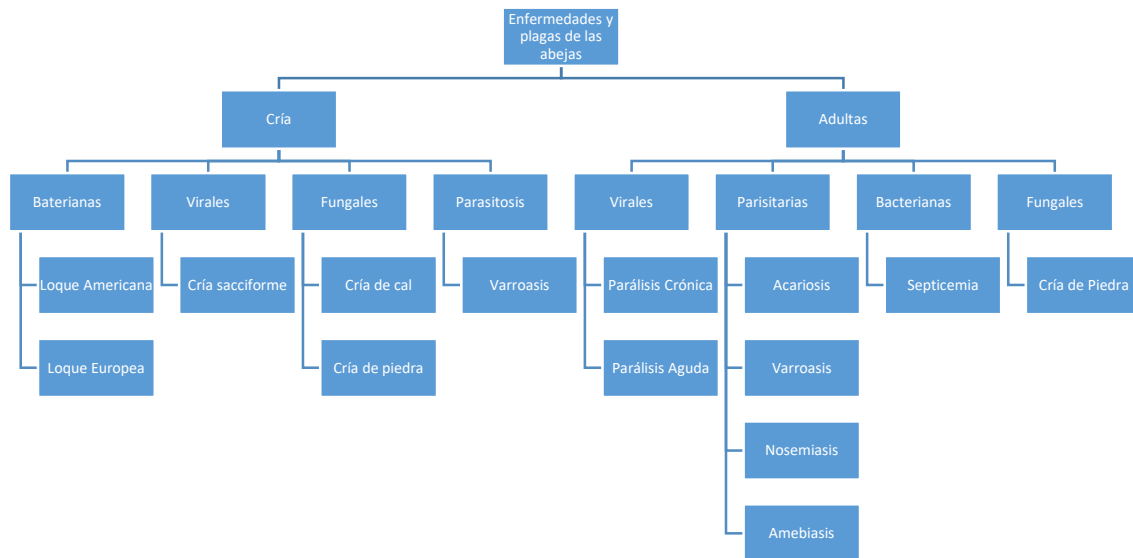 Enfermedades y
plagas de las
abejas
Cría
Adultas
Baterianas
Virales
Fungales
Parasitosis
Virales
Parisitarias
Bacterianas
Fungales
Loque Americana
Cría sacciforme
Cría de cal
Varroasis
Parálisis Crónica
Acariosis
Septicemia
Cría de Piedra
Loque Europea
Cría de piedra
Parálisis Aguda
Varroasis
Nosemiasis
Amebiasis